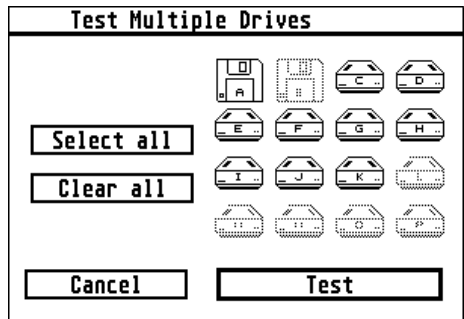 Test Multiple Drives
A C D
E F G H
I J K L
O P
Select all
Clear all
Cancel Test